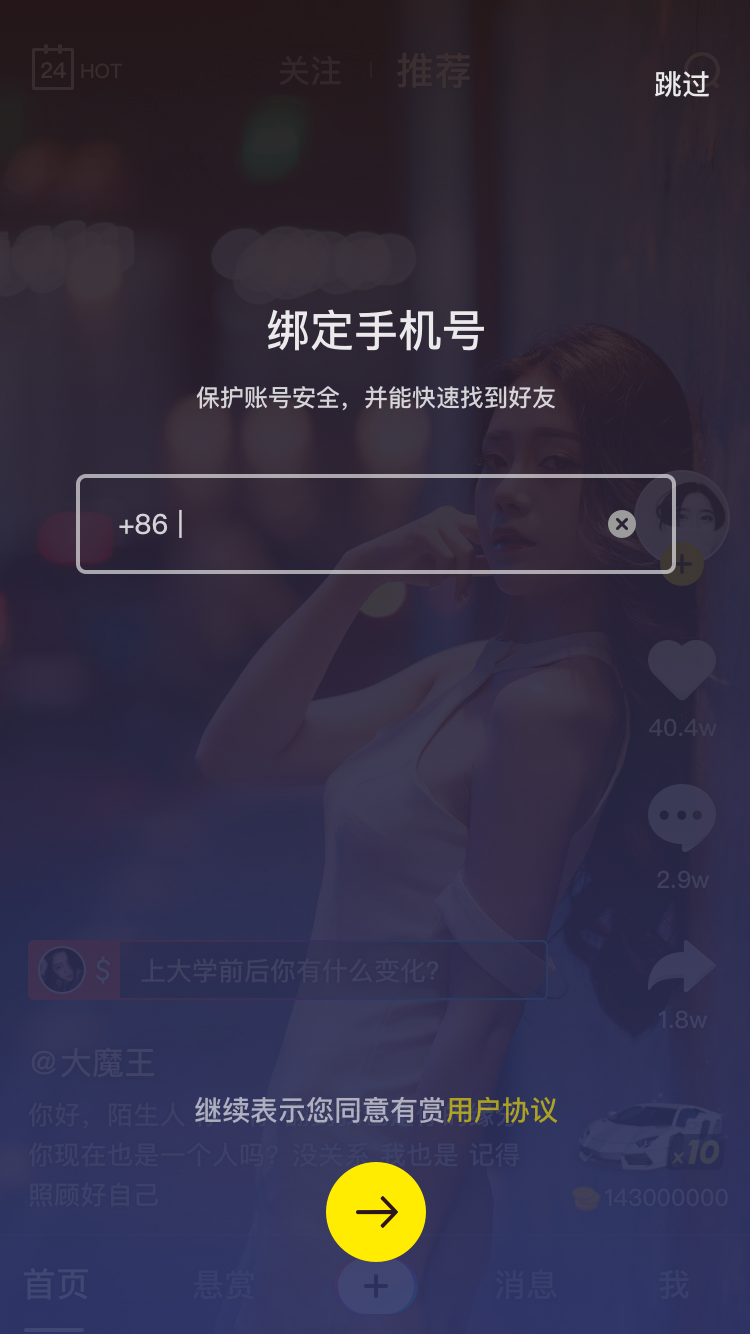 24 HOT 关注 推荐
跳过
绑定手机号
保护账号安全，并能快速找到好友
+86
40.4w
2.9w
$ 上大学前后你有什么变化?
1.8w
@大魔王
继续表示您同意有赏用户协议
你好，陌生人
你现在也是一个人吗？没关系 我也是 记得
x10
照顾好自己
143000000
首页 悬赏 消息 我